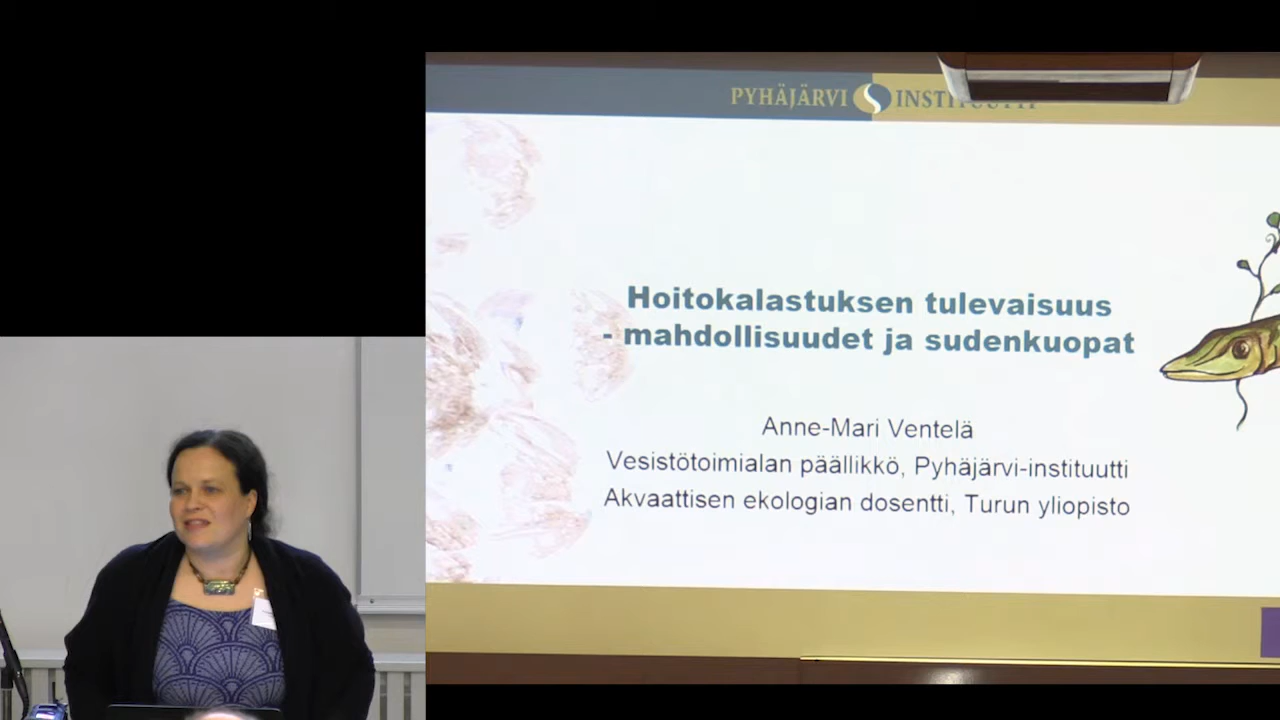 PYHÄJÄRVI INSTITUUTTI
Hoitokalastuksen tulevaisuus
- mahdollisuudet ja sudenkuopat
Anne-Mari Ventelä
Vesistötoimialan päällikkö, Pyhäjärvi-instituutti
Akvaattisen ekologian dosentti, Turun yliopisto